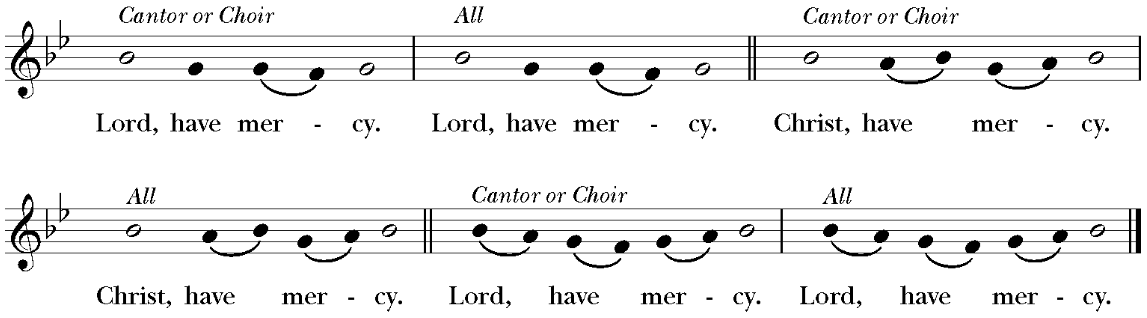 Cantor or Choir All Cantor or Choir
Lord, have mer - cy. Lord, have mer - cy. Christ, have mer - cy.
All Cantor or Choir All
Christ, have mer - cy. Lord, have mer - cy. Lord, have mer - cy.